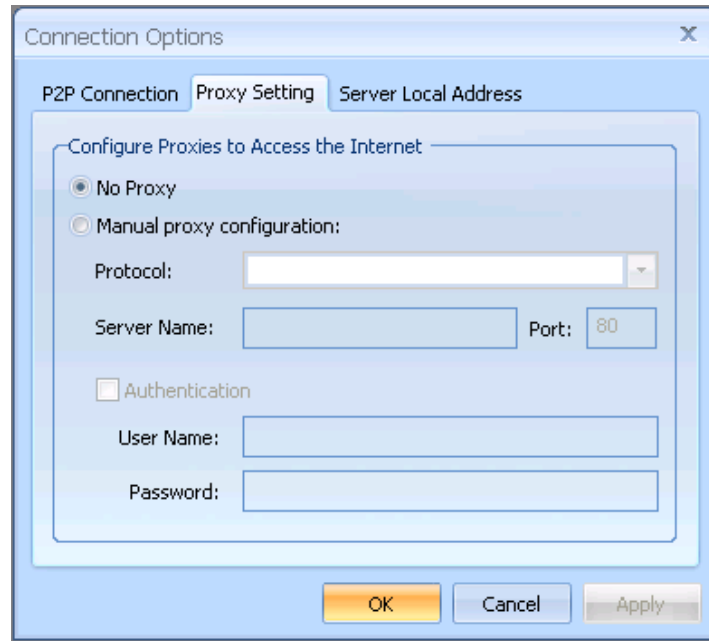 Connection Options
P2P Connection Proxy Setting Server Local Address
Configure Proxies to Access the Internet
No Proxy
Manual proxy configuration:
Protocol:
Server Name: Port: 80
Authentication
User Name:
Password:
OK Cancel Apply